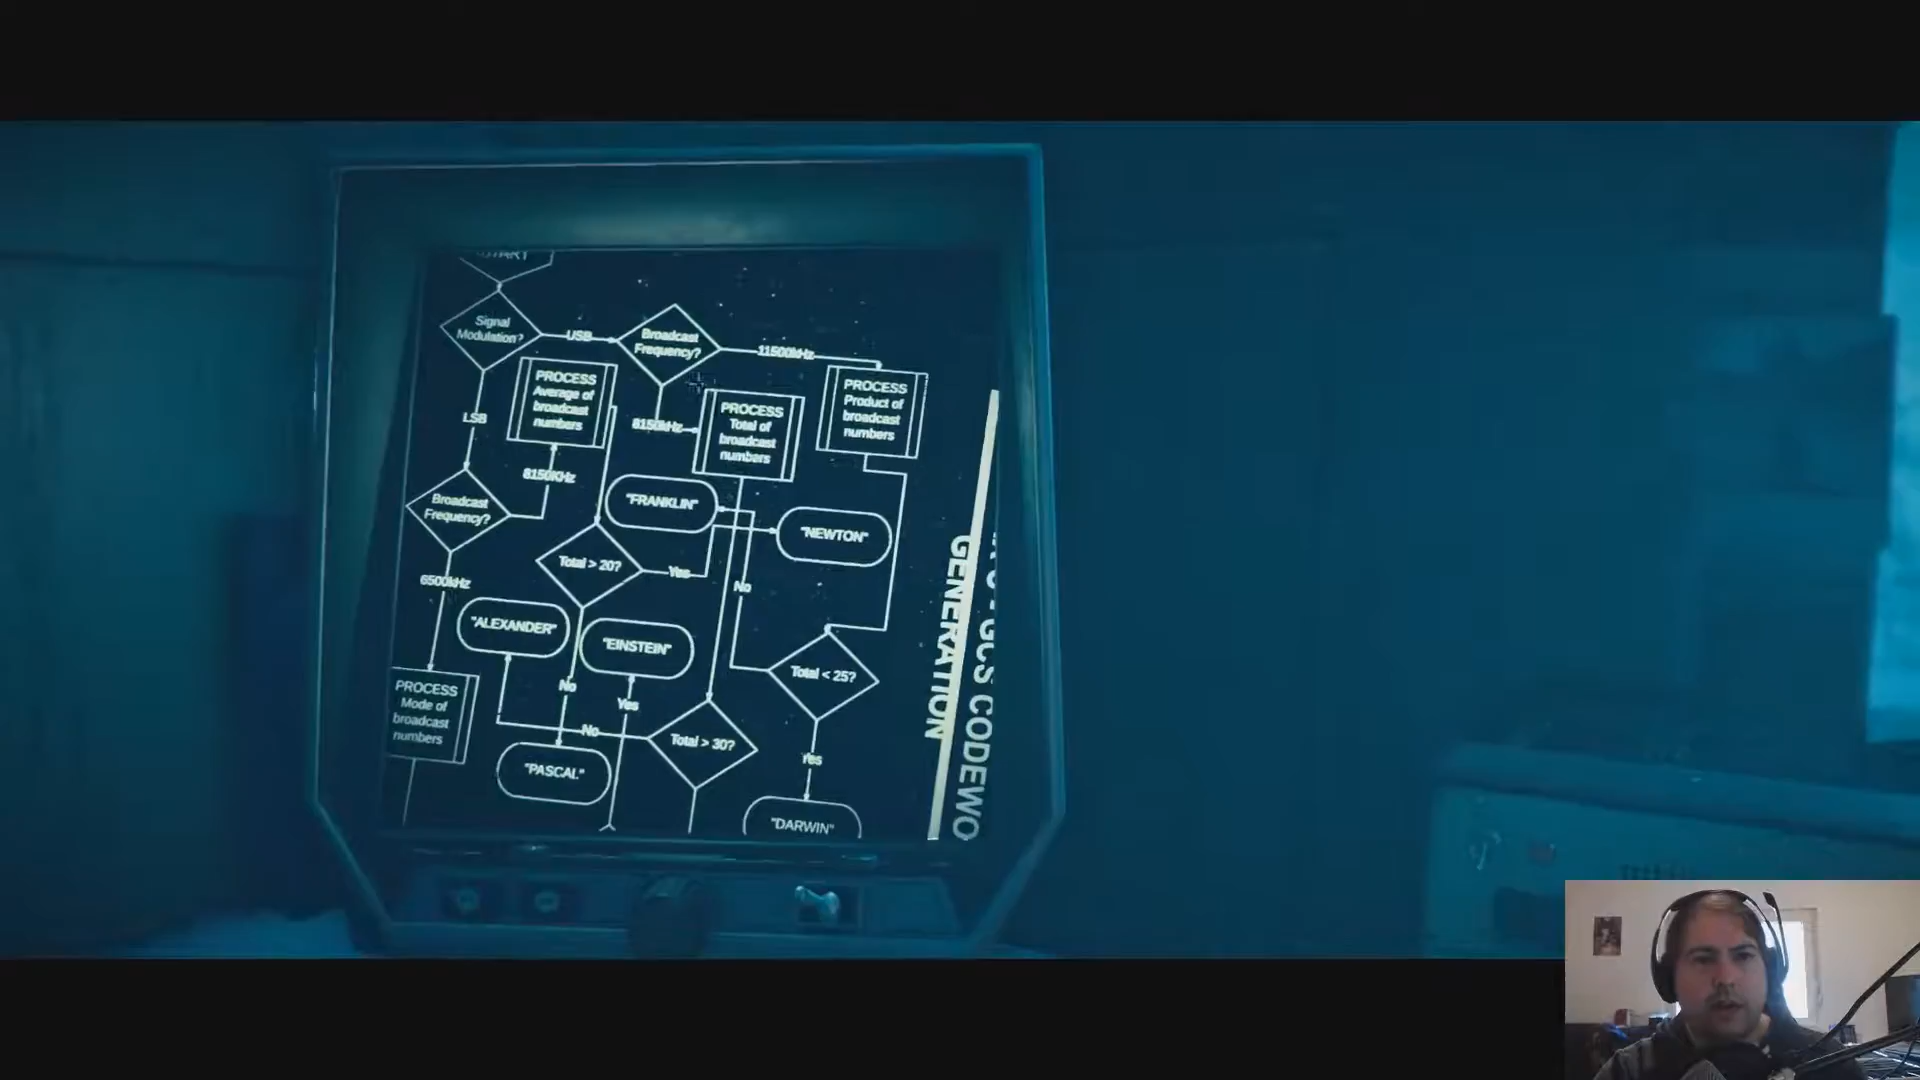 START
Signal
Modulation?
USB
Broadcast
Frequency?
11500kHz
PROCESS
Average of
broadcast
numbers
PROCESS
Total of
broadcast
numbers
PROCESS
Product of
broadcast
numbers
LSB
8150kHz
8150KHz
Broadcast
Frequency?
"FRANKLIN"
"NEWTON"
Total > 20?
Yes
No
6500kHz
"ALEXANDER"
"EINSTEIN"
Total < 25?
PROCESS
Mode of
broadcast
numbers
No
Yes
No
Total > 30?
Yes
"PASCAL"
"DARWIN"
CODEWO
GENERATION